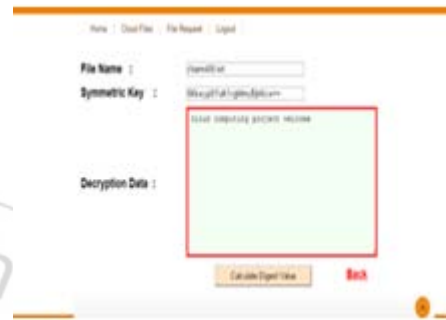 Home | Cloud Files | File Request | Logout
File Name :
Symmetric Key :
cloud computing project welcome
Decryption Data :
Calculate Digest Value
Back